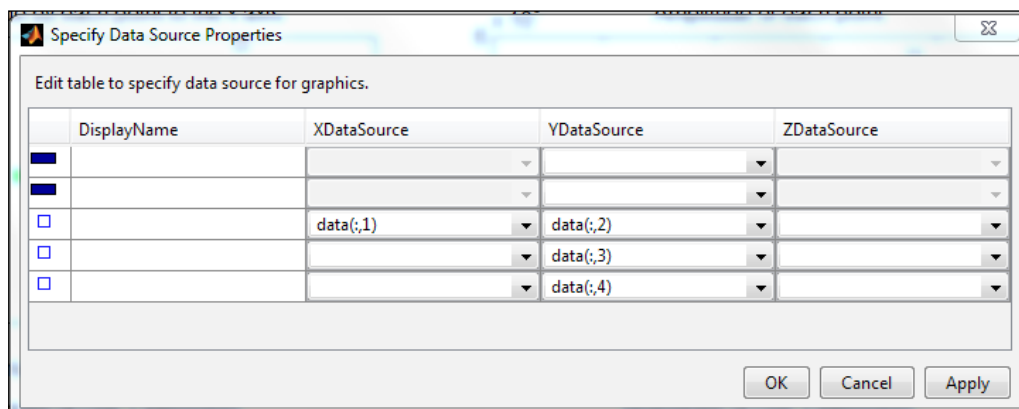 Specify Data Source Properties
Edit table to specify data source for graphics.
DisplayName XDataSource YDataSource ZDataSource
data(:,1) data(:,2)
data(:,3)
data(:,4)
OK Cancel Apply